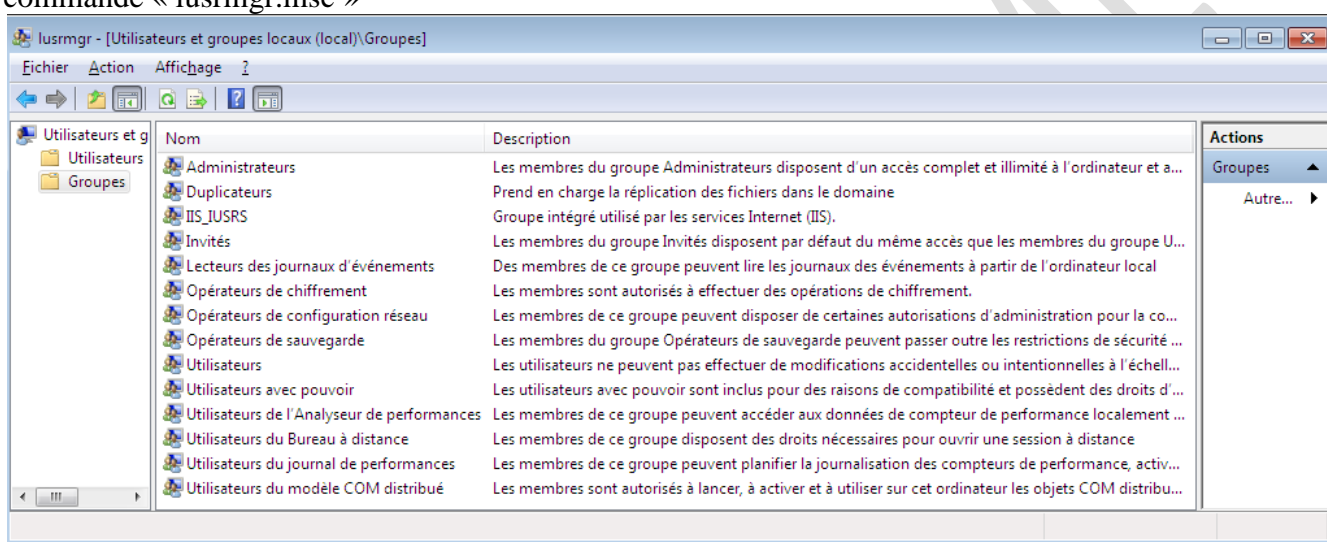 commande « lusrmgr.msc »
lusrmgr - [Utilisateurs et groupes locaux (local)\Groupes]
Fichier Action Affichage ?
Utilisateurs et g
Utilisateurs
Groupes
Nom Description
Administrateurs Les membres du groupe Administrateurs disposent d'un accès complet et illimité à l'ordinateur et a...
Duplicateurs Prend en charge la réplication des fichiers dans le domaine
IIS_IUSRS Groupe intégré utilisé par les services Internet (IIS).
Invités Les membres du groupe Invités disposent par défaut du même accès que les membres du groupe U...
Lecteurs des journaux d'événements Des membres de ce groupe peuvent lire les journaux des événements à partir de l'ordinateur local
Opérateurs de chiffrement Les membres sont autorisés à effectuer des opérations de chiffrement.
Opérateurs de configuration réseau Les membres de ce groupe peuvent disposer de certaines autorisations d'administration pour la co...
Opérateurs de sauvegarde Les membres du groupe Opérateurs de sauvegarde peuvent passer outre les restrictions de sécurité ...
Utilisateurs Les utilisateurs ne peuvent pas effectuer de modifications accidentelles ou intentionnelles à l'échell...
Utilisateurs avec pouvoir Les utilisateurs avec pouvoir sont inclus pour des raisons de compatibilité et possèdent des droits d'...
Utilisateurs de l'Analyseur de performances Les membres de ce groupe peuvent accéder aux données de compteur de performance localement ...
Utilisateurs du Bureau à distance Les membres de ce groupe disposent des droits nécessaires pour ouvrir une session à distance
Utilisateurs du journal de performances Les membres de ce groupe peuvent planifier la journalisation des compteurs de performance, activ...
Utilisateurs du modèle COM distribué Les membres sont autorisés à lancer, à activer et à utiliser sur cet ordinateur les objets COM distribu...
Actions
Groupes
Autre...